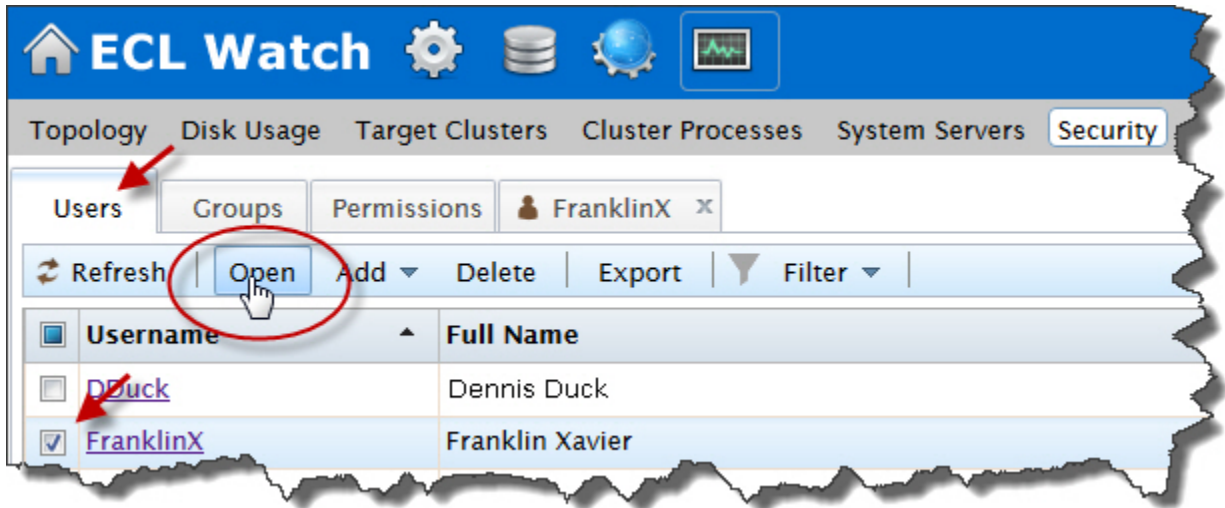 ECL Watch
Topology Disk Usage Target Clusters Cluster Processes System Servers Security
Users Groups Permissions FranklinX x
Refresh Open Add Delete Export Filter
Username Full Name
DDuck Dennis Duck
FranklinX Franklin Xavier